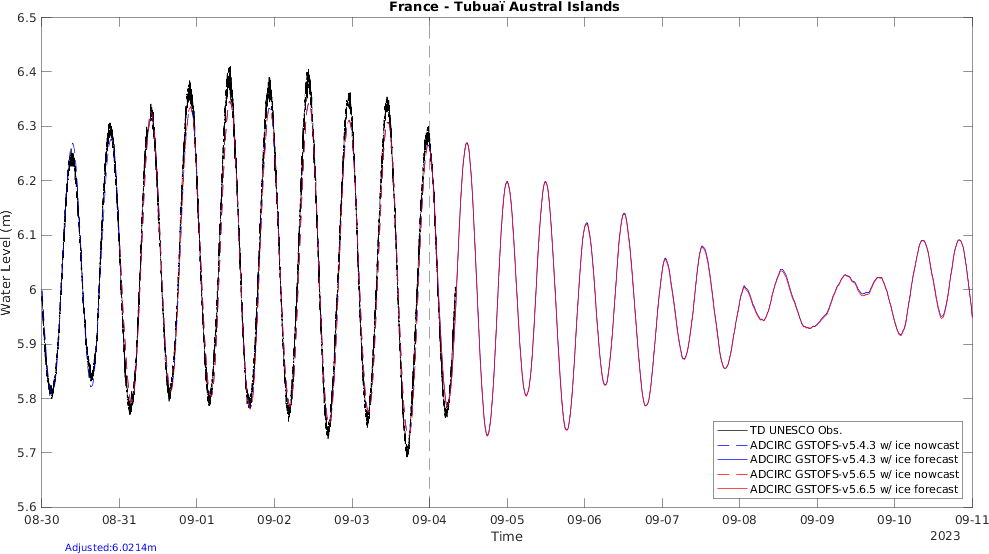 France - Tubuaï Austral Islands
6.5
6.4
6.3
6.2
6.1
6
5.9
5.8
5.7
5.6
Water Level (m)
TD UNESCO Obs.
ADCIRC GSTOFS-v5.4.3 w/ ice nowcast
ADCIRC GSTOFS-v5.4.3 w/ ice forecast
ADCIRC GSTOFS-v5.6.5 w/ ice nowcast
ADCIRC GSTOFS-v5.6.5 w/ ice forecast
08-30 08-31 09-01 09-02 09-03 09-04 09-05 09-06 09-07 09-08 09-09 09-10 09-11
Time
2023
Adjusted:6.0214m